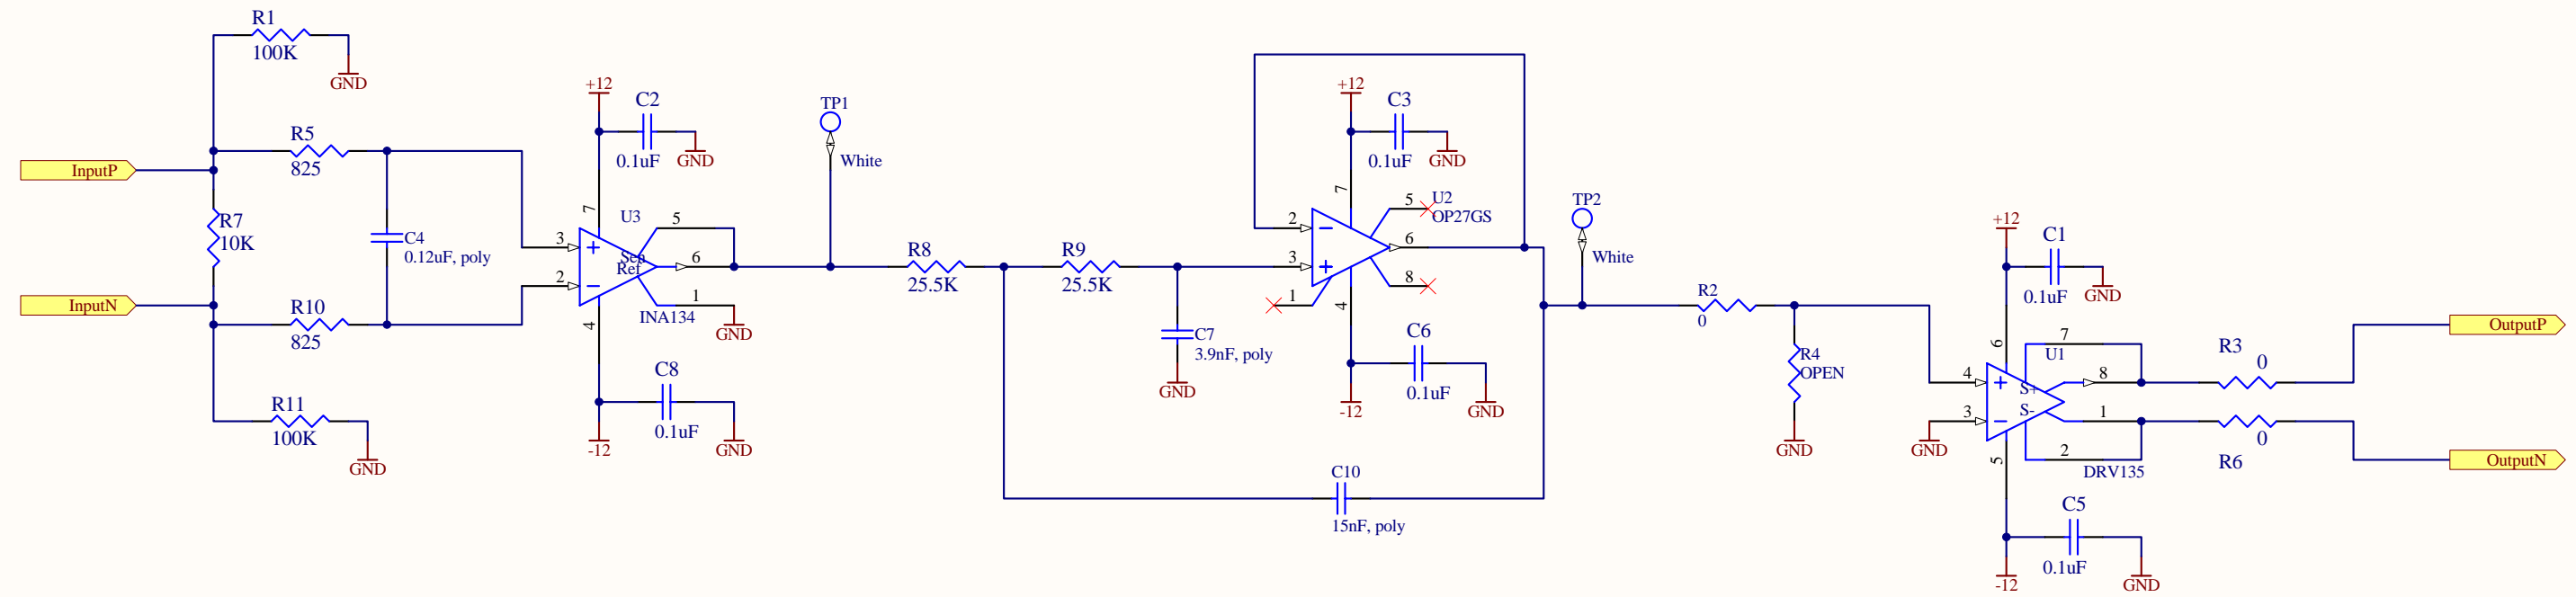 R1
100K
GND
R5
825
InputP
R7
10K
C4
0.12uF, poly
InputN
R10
825
R11
100K
GND
+12
C2
0.1uF
GND
7
U3
5
3
Sen
6
Ref
2
1
INA134
4
GND
C8
0.1uF
-12
GND
TP1
White
R8
25.5K
R9
25.5K
C7
3.9nF, poly
GND
+12
C3
0.1uF
GND
7
5
U2
OP27GS
2
6
3
8
1
4
C6
0.1uF
-12
GND
C10
15nF, poly
TP2
White
R2
0
R4
OPEN
GND
+12
C1
0.1uF
GND
6
7
U1
4
S+
8
3
S-
1
GND
2
5
DRV135
C5
0.1uF
-12
GND
R3
0
OutputP
0
R6
OutputN